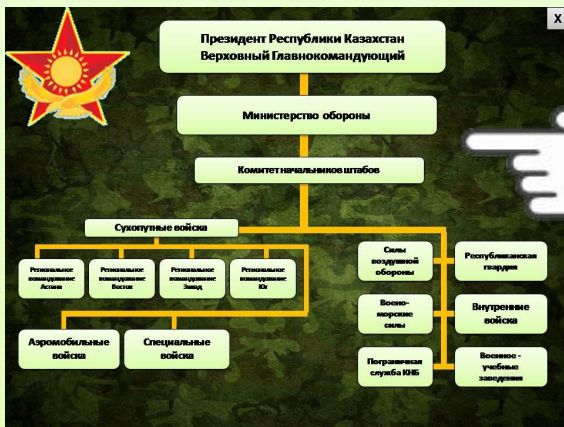 X
Президент Республики Казахстан
Верховный Главнокомандующий
Министерство обороны
Комитет начальников штабов
Сухопутные войска
Региональное
командование
Астана
Региональное
командование
Восток
Региональное
командование
Запад
Региональное
командование
Юг
Аэромобильные
войска
Специальные
войска
Силы
воздушной
обороны
Республиканская
гвардия
Военo-
морские
силы
Внутренние
войска
Пограничная
служба КНБ
Военное -
учебные
заведения